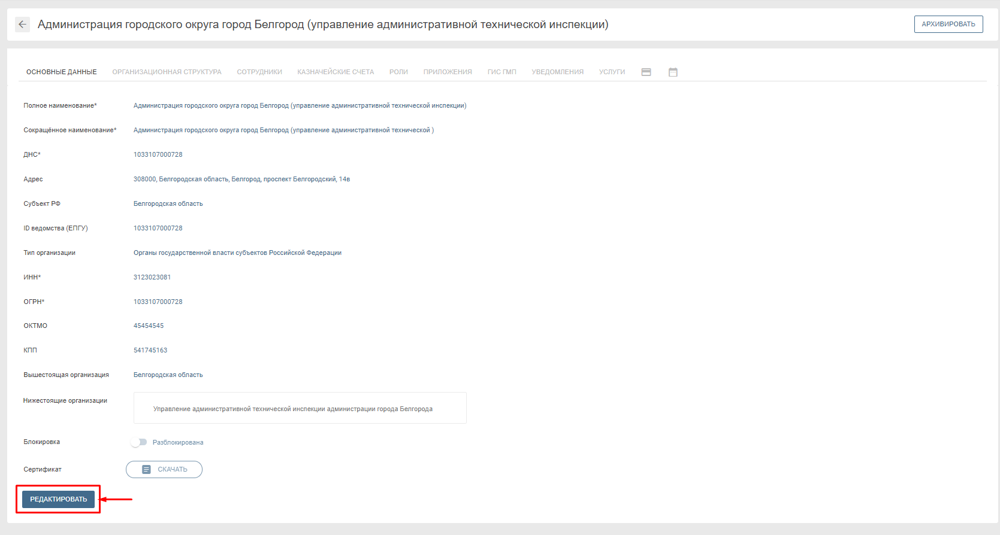 Администрация городского округа город Белгород (управление административной технической инспекции)
АРХИВИРОВАТЬ
ОСНОВНЫЕ ДАННЫЕ ОРГАНИЗАЦИОННАЯ СТРУКТУРА СОТРУДНИКИ КАЗНАЧЕЙСКИЕ СЧЕТА РОЛИ ПРИЛОЖЕНИЯ ГИС ГМП УВЕДОМЛЕНИЯ УСЛУГИ
Полное наименование* Администрация городского округа город Белгород (управление административной технической инспекции)
Сокращённое наименование* Администрация городского округа город Белгород (управление административной технической )
ДНС* 1033107000728
Адрес 308000, Белгородская область, Белгород, проспект Белгородский, 14в
Субъект РФ Белгородская область
ID ведомства (ЕПГУ) 1033107000728
Тип организации Органы государственной власти субъектов Российской Федерации
ИНН* 3123023081
ОГРН* 1033107000728
ОКТМО 45454545
КПП 541745163
Вышестоящая организация Белгородская область
Нижестоящие организации
Управление административной технической инспекции администрации города Белгорода
Блокировка Разблокирована
Сертификат СКАЧАТЬ
РЕДАКТИРОВАТЬ